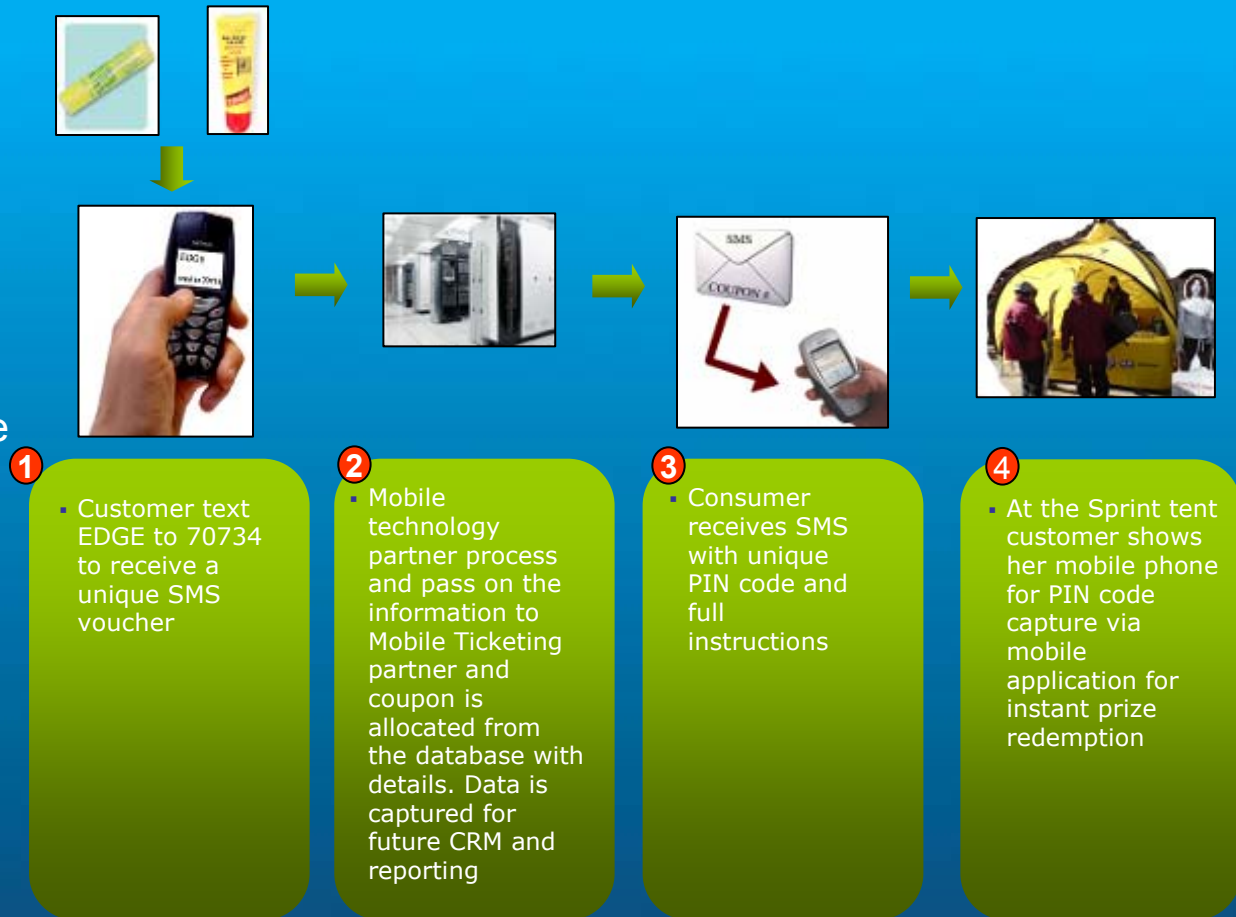 EDGE
SMS
COUPON #
e
1
▪ Customer text
EDGE to 70734
to receive a
unique SMS
voucher
2
▪ Mobile
technology
partner process
and pass on the
information to
Mobile Ticketing
partner and
coupon is
allocated from
the database with
details. Data is
captured for
future CRM and
reporting
3
▪ Consumer
receives SMS
with unique
PIN code and
full
instructions
4
▪ At the Sprint tent
customer shows
her mobile phone
for PIN code
capture via
mobile
application for
instant prize
redemption